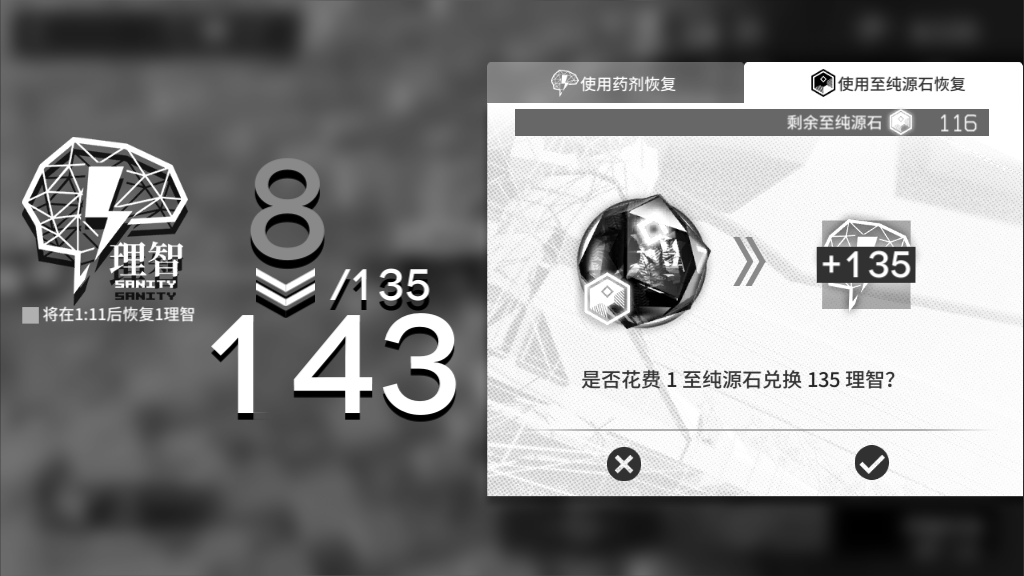 使用药剂恢复
使用至纯源石恢复
剩余至纯源石 116
8
/135
143
理智
SANITY
SANITY
将在1:11后恢复1理智
+135
是否花费 1 至纯源石兑换 135 理智?